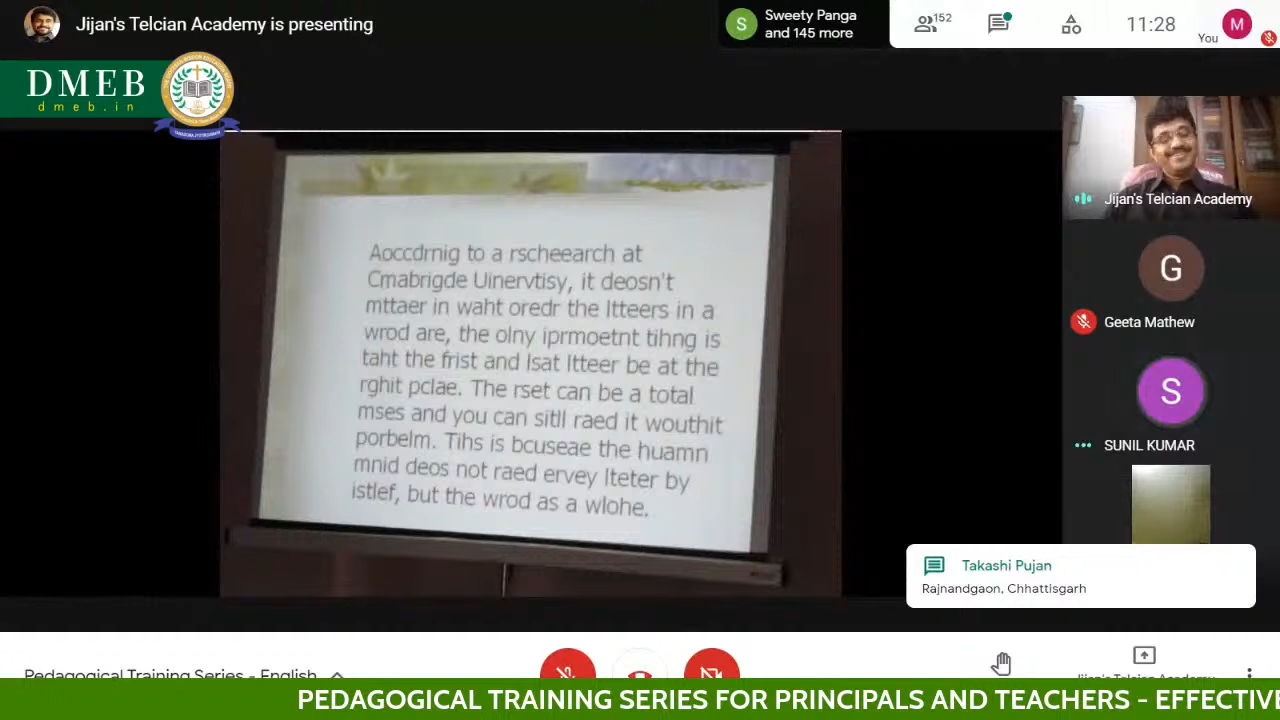 Jijan's Telcian Academy is presenting
S
Sweety Panga
and 145 more
152
11:28
You
M
DMEB
dmeb.in
Aoccdrnig to a rscheearch at
Cmabrigde Uinervtisy, it deosn't
mttaer in waht oredr the ltteers in a
wrod are, the olny iprmoetnt tihng is
taht the frist and lsat ltteer be at the
rghit pclae. The rset can be a total
mses and you can sitll raed it wouthit
porbelm. Tihs is bcuseae the huamn
mnid deos not raed ervey lteter by
istlef, but the wrod as a wlohe.
Jijan's Telcian Academy
G
Geeta Mathew
S
SUNIL KUMAR
Takashi Pujan
Rajnandgaon, Chhattisgarh
Pedagogical Training Series - English
Jijan's Telcian Academy
PEDAGOGICAL TRAINING SERIES FOR PRINCIPALS AND TEACHERS - EFFECTIVE